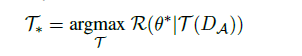 𝒯* = argmax ℛ(θ*|𝒯(D𝒜))
𝒯